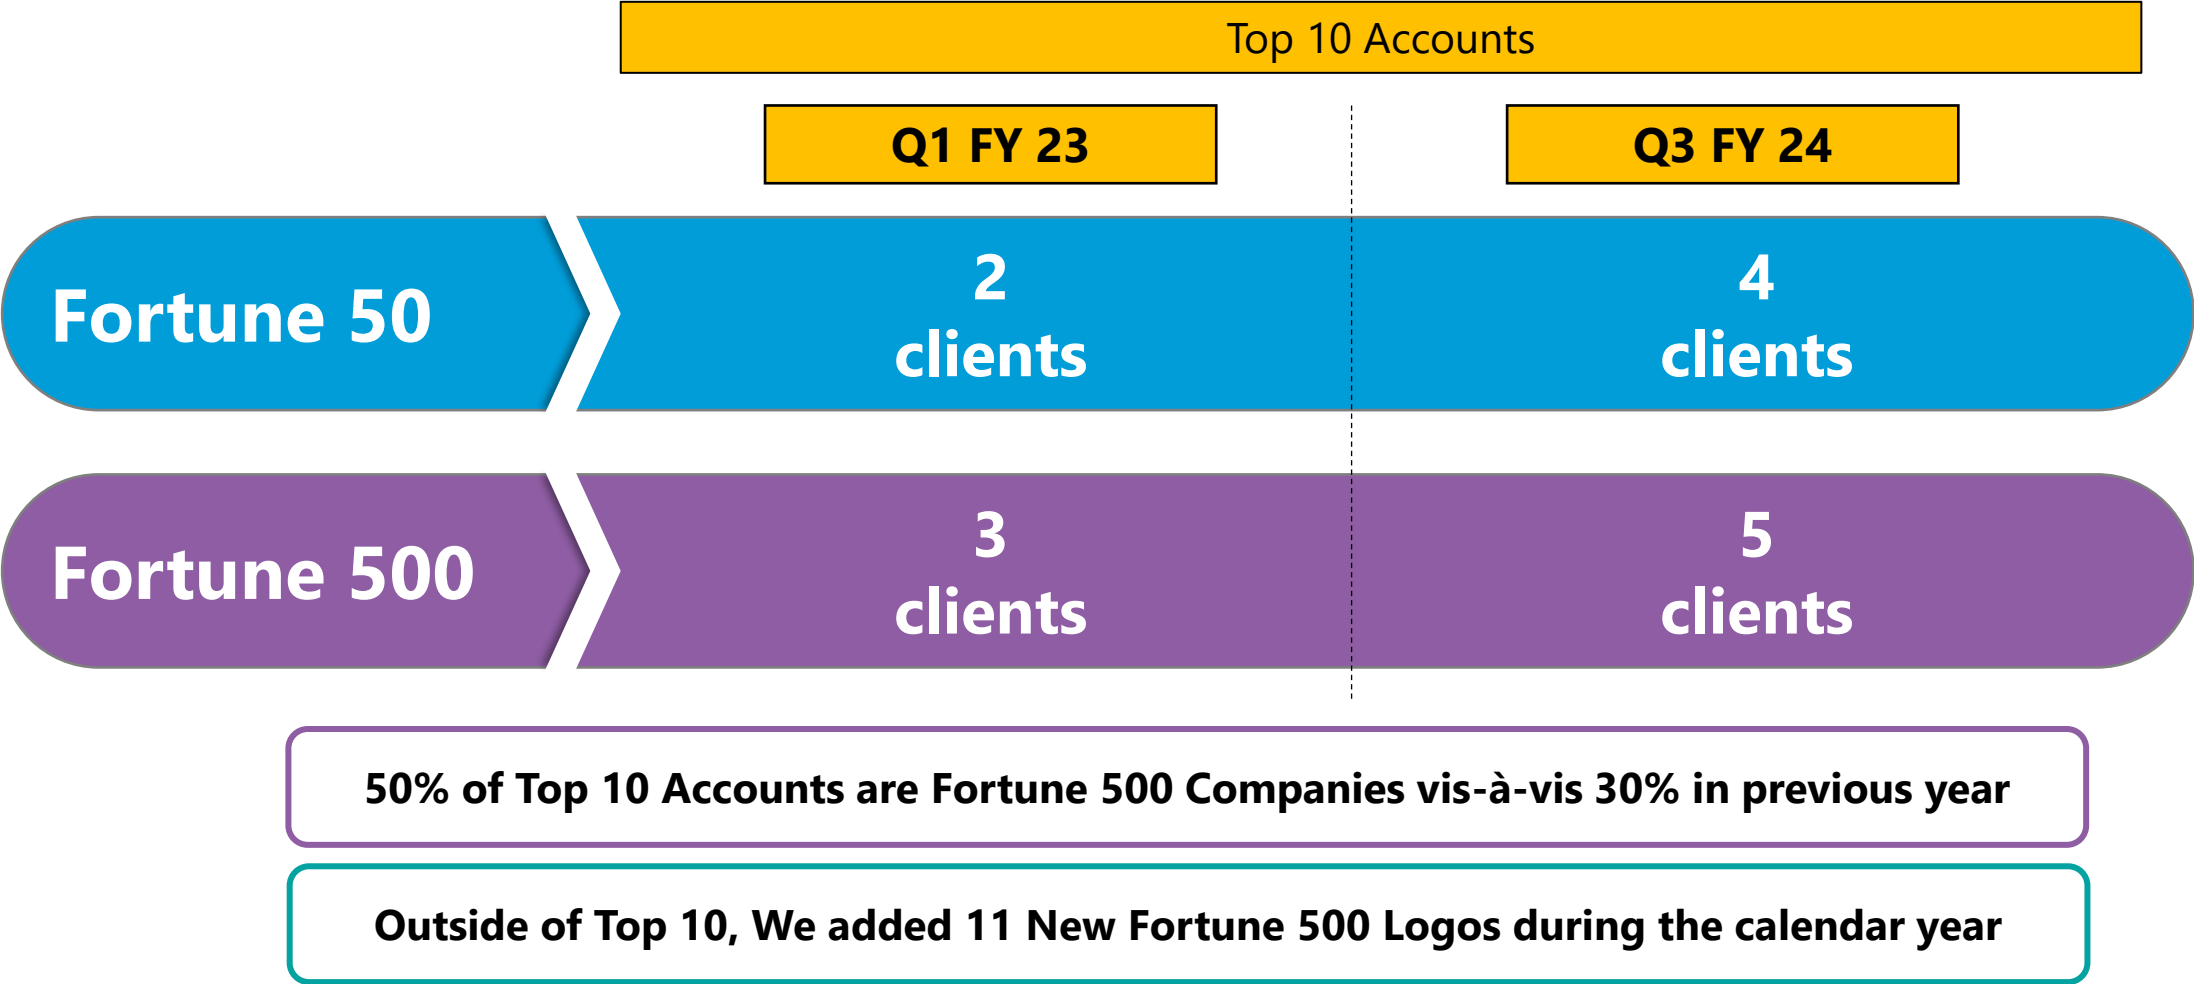 Top 10 Accounts
Q1 FY 23
Q3 FY 24
Fortune 50
2
clients
4
clients
Fortune 500
3
clients
5
clients
50% of Top 10 Accounts are Fortune 500 Companies vis-à-vis 30% in previous year
Outside of Top 10, We added 11 New Fortune 500 Logos during the calendar year